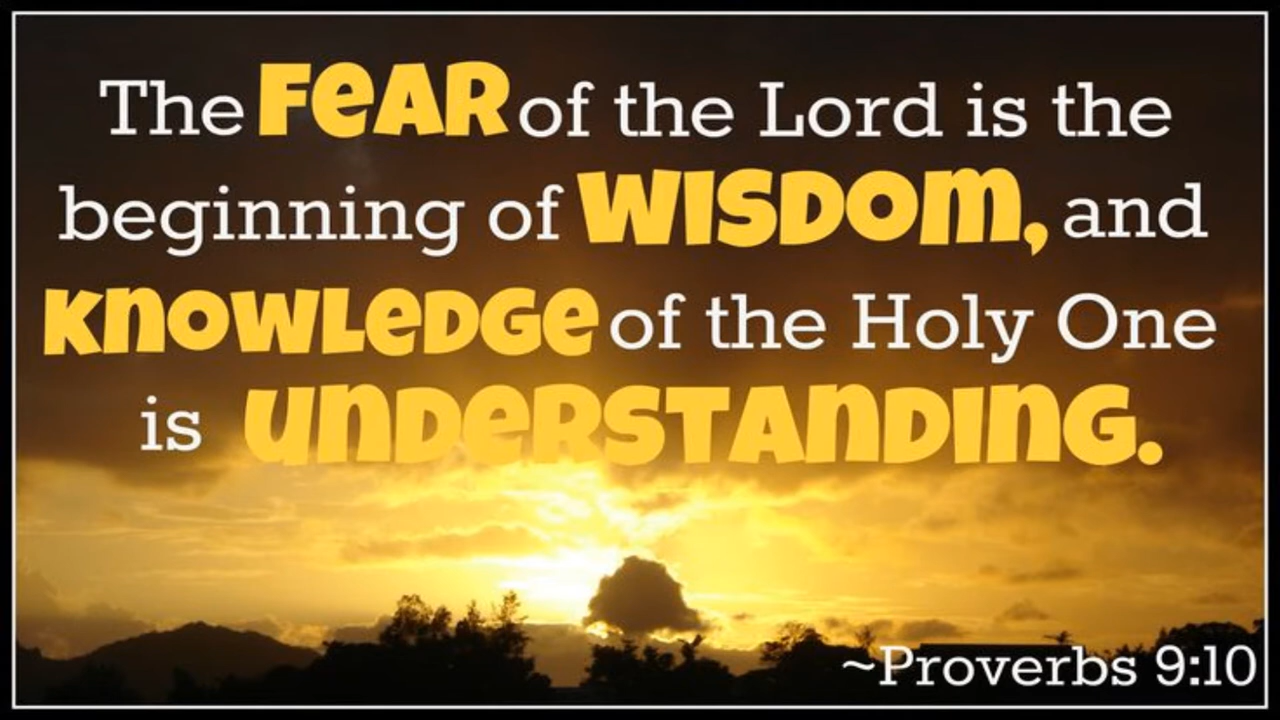 The FeAR of the Lord is the
beginning of WISDOm, and
KnOWLeDGe of the Holy One
is unDeRSTAnDInG.
~Proverbs 9:10